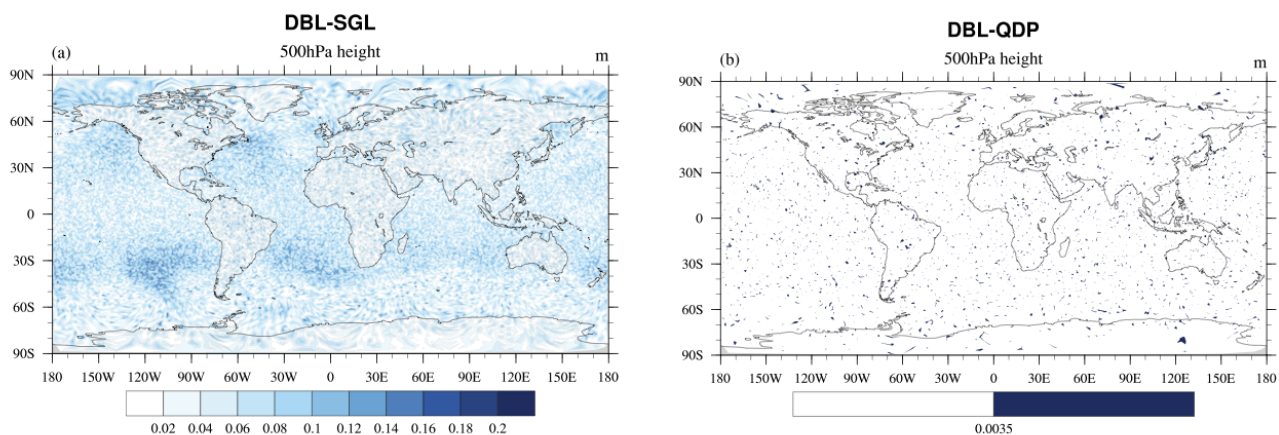 DBL-SGL
(a) 500hPa height m
90N
60N
30N
0
30S
60S
90S
180 150W 120W 90W 60W 30W 0 30E 60E 90E 120E 150E 180
0.02 0.04 0.06 0.08 0.1 0.12 0.14 0.16 0.18 0.2
DBL-QDP
(b) 500hPa height m
90N
60N
30N
0
30S
60S
90S
180 150W 120W 90W 60W 30W 0 30E 60E 90E 120E 150E 180
0.0035